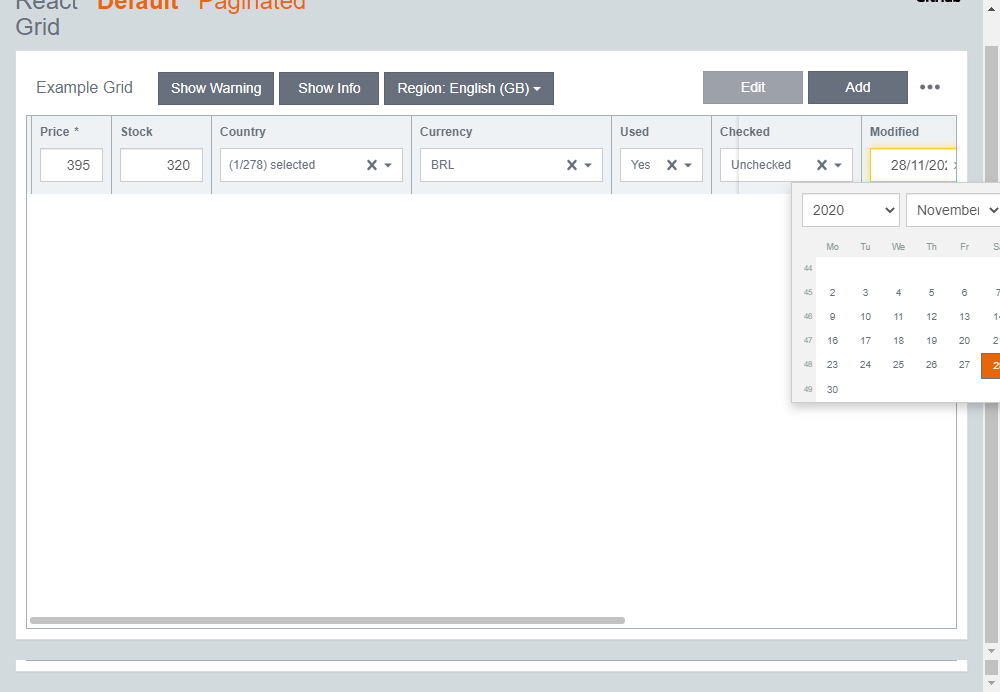 React Default Paginated GitHub
Grid
Example Grid Show Warning Show Info Region: English (GB) Edit Add •••
Price * Stock Country Currency Used Checked Modified
395 320 (1/278) selected BRL Yes Unchecked 28/11/202
2020 November
Mo Tu We Th Fr Sa
44
45 2 3 4 5 6 7
46 9 10 11 12 13 14
47 16 17 18 19 20 21
48 23 24 25 26 27 28
49 30